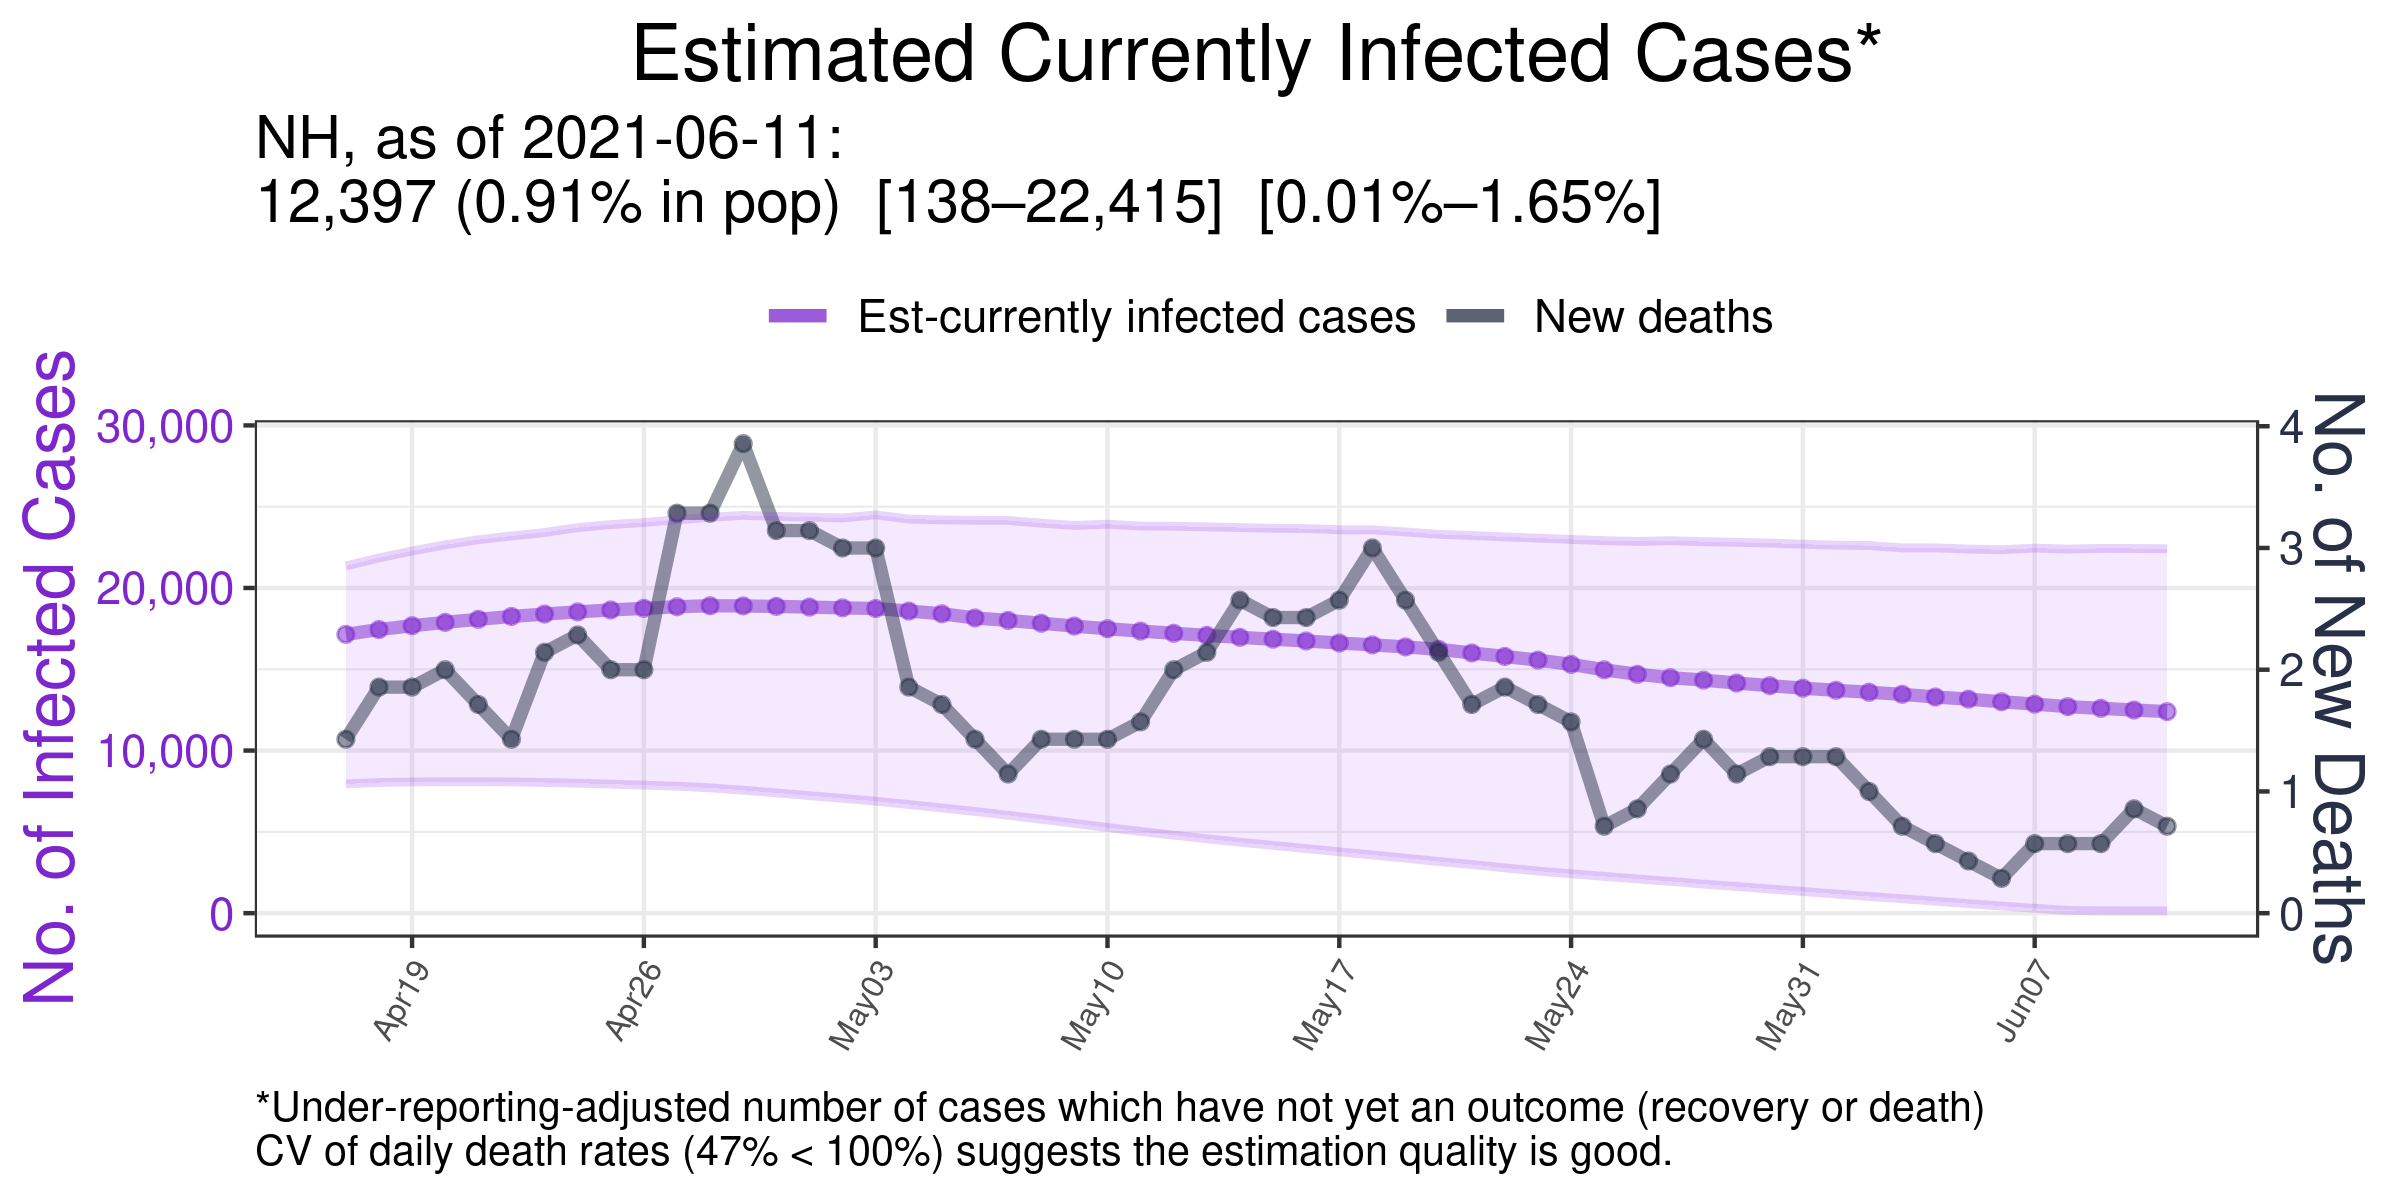 Estimated Currently Infected Cases*
NH, as of 2021-06-11:
12,397 (0.91% in pop)  [138–22,415]  [0.01%–1.65%]
Est-currently infected cases
New deaths
No. of Infected Cases
30,000
20,000
10,000
0
4
3
2
1
0
No. of New Deaths
Apr19
Apr26
May03
May10
May17
May24
May31
Jun07
*Under-reporting-adjusted number of cases which have not yet an outcome (recovery or death)
CV of daily death rates (47% < 100%) suggests the estimation quality is good.